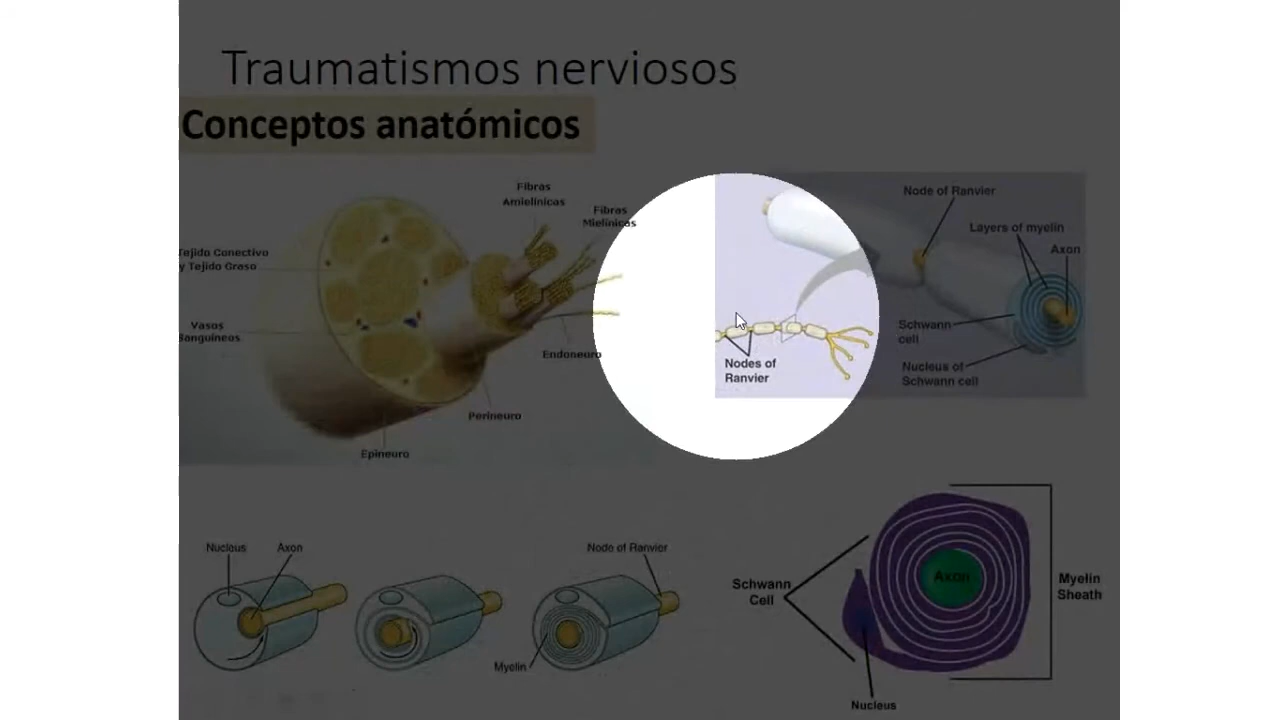 Traumatismos nerviosos
Conceptos anatómicos
Fibras
Amielínicas
Fibras
Mielínicas
Tejido Conectivo
y Tejido Graso
Vasos
Sanguineos
Endoneuro
Perineuro
Epineuro
Node of Ranvier
Layers of myelin
Axon
Schwann
cell
Nucleus of
Schwann cell
Nodes of
Ranvier
Nucleus
Axon
Node of Ranvier
Myelin
Schwann
Cell
Axon
Myelin
Sheath
Nucleus